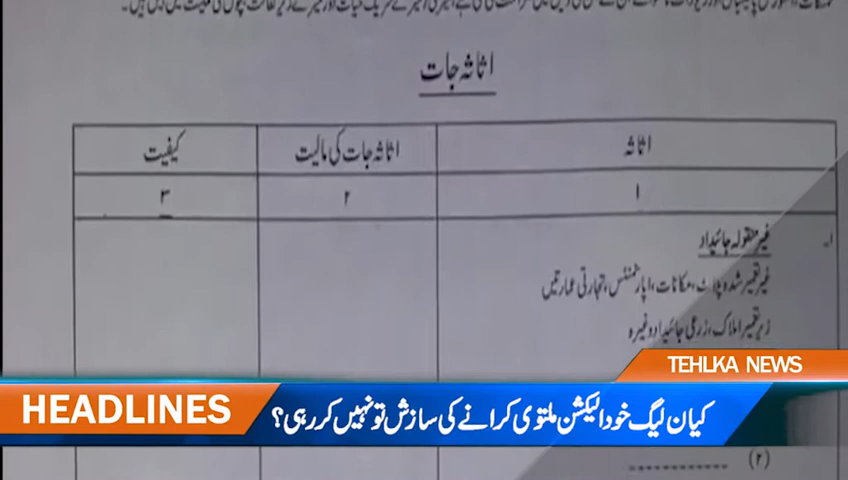 اثاثہ جات
اثاثہ
اثاثہ جات کی مالیت
کیفیت
۱
۲
۳
۱۔
غیر منقولہ جائیداد
غیر تعمیر شدہ پلاٹ، مکانات، اپارٹمنٹس، تجارتی عمارتیں
زیر تعمیر املاک، زرعی جائیداد وغیرہ
TEHLKA NEWS
HEADLINES
کیا ن لیگ خود الیکشن ملتوی کرانے کی سازش تو نہیں کر رہی؟
(۲)